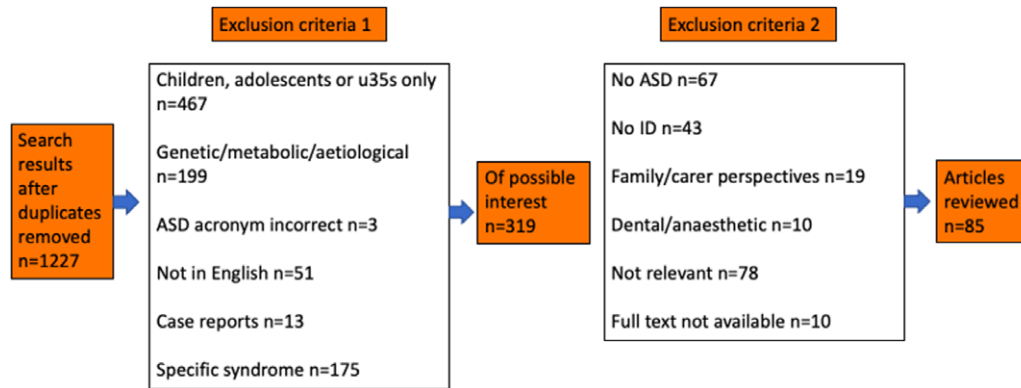 Exclusion criteria 1
Exclusion criteria 2
Search
results
after
duplicates
removed
n=1227
Children, adolescents or u35s only
n=467
Genetic/metabolic/aetiological
n=199
ASD acronym incorrect n=3
Not in English n=51
Case reports n=13
Specific syndrome n=175
Of possible
interest
n=319
No ASD n=67
No ID n=43
Family/carer perspectives n=19
Dental/anaesthetic n=10
Not relevant n=78
Full text not available n=10
Articles
reviewed
n=85